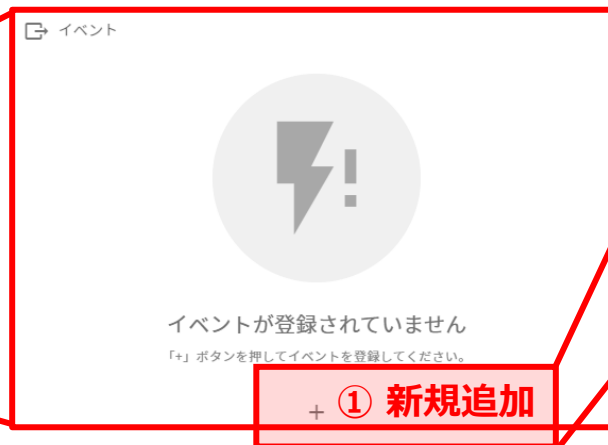 イベント
イベントが登録されていません
「+」ボタンを押してイベントを登録してください。
+ ① 新規追加